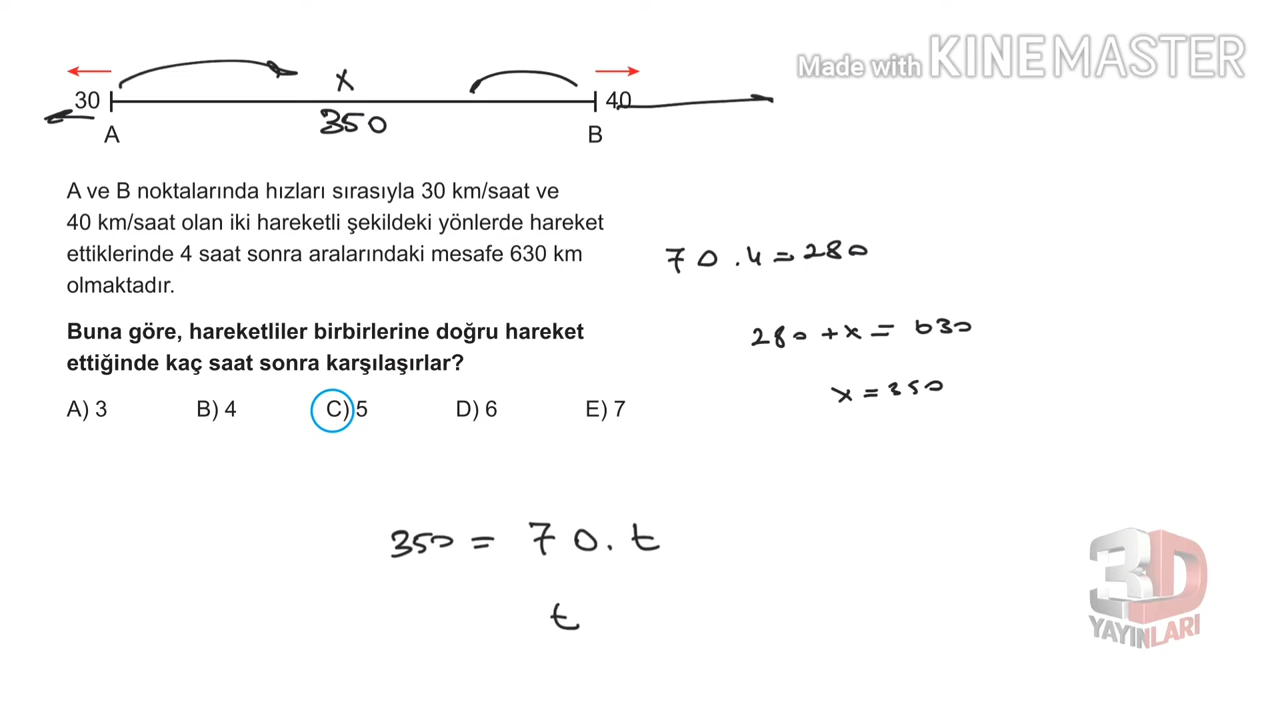 Made with KINEMASTER
x
30 40
350
A B
A ve B noktalarında hızları sırasıyla 30 km/saat ve
40 km/saat olan iki hareketli şekildeki yönlerde hareket
ettiklerinde 4 saat sonra aralarındaki mesafe 630 km
olmaktadır.
Buna göre, hareketliler birbirlerine doğru hareket
ettiğinde kaç saat sonra karşılaşırlar?
A) 3 B) 4 C) 5 D) 6 E) 7
70.4=280
280+x=630
x=350
350=70.t
t
3D
YAYINLARI